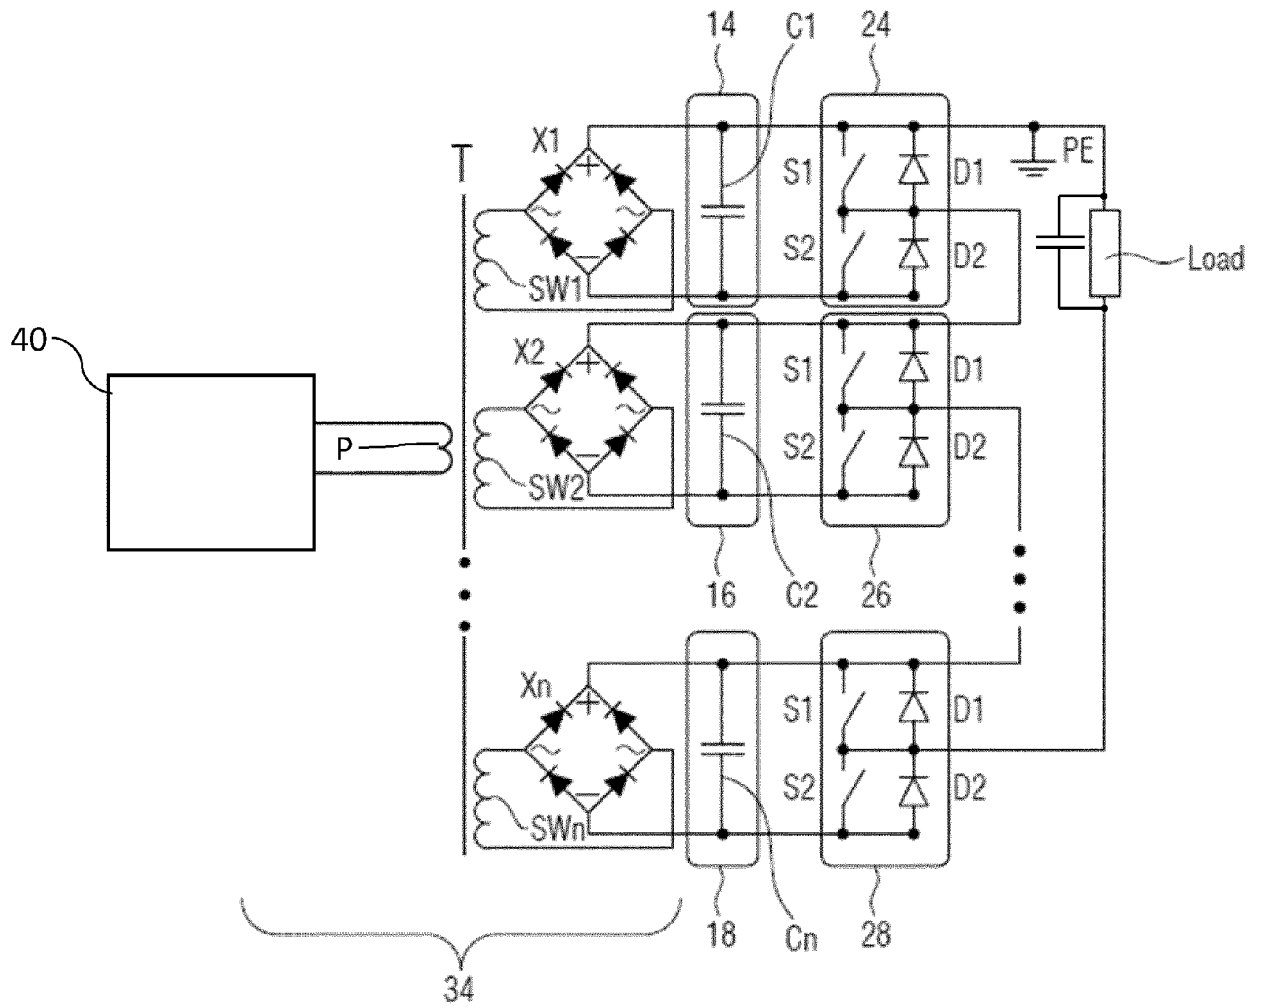 14 C1 24
X1 T S1 D1 PE
S2 D2 Load
SW1
40 X2 S1 D1
P S2 D2
SW2
16 C2 26
Xn S1 D1
S2 D2
SWn
18 Cn 28
34